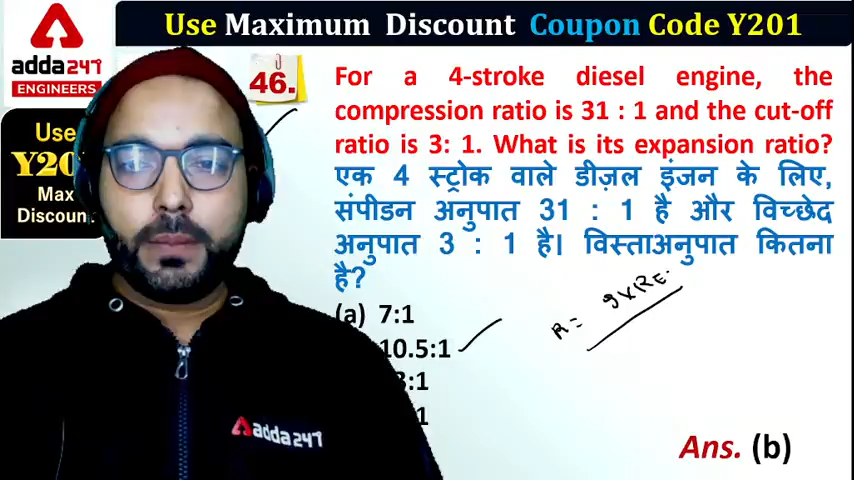 Use Maximum Discount Coupon Code Y201
adda247
ENGINEERS
Use
Y20
Max
Discount
46.
For a 4-stroke diesel engine, the
compression ratio is 31 : 1 and the cut-off
ratio is 3: 1. What is its expansion ratio?
एक 4 स्ट्रोक वाले डीज़ल इंजन के लिए,
संपीडन अनुपात 31 : 1 है और विच्छेद
अनुपात 3 : 1 है। विस्ताअनुपात कितना
है?
(a) 7:1
10.5:1
:1
1
R =
Ans. (b)
adda247